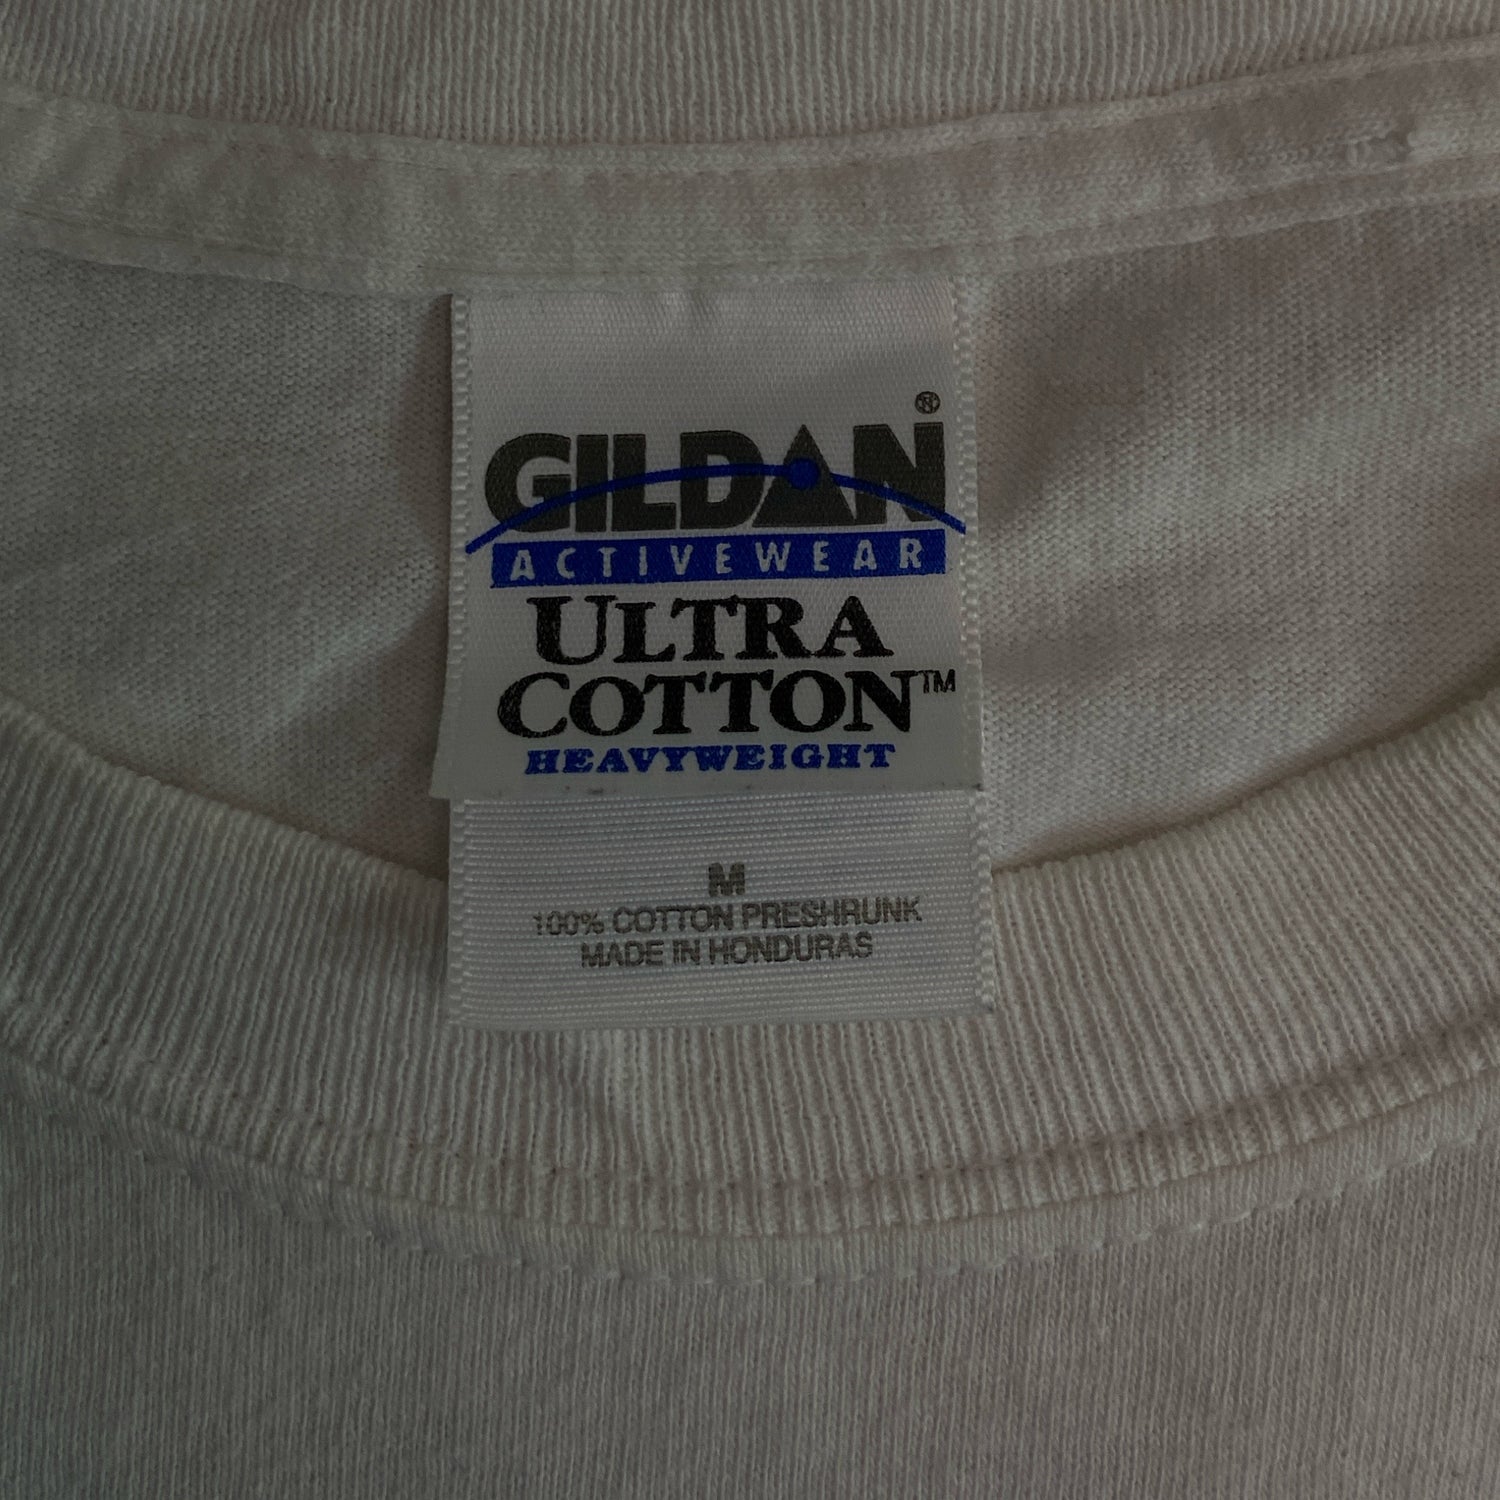 GILDAN®
ACTIVEWEAR
ULTRA
COTTON™
HEAVYWEIGHT
M
100% COTTON PRESHRUNK
MADE IN HONDURAS